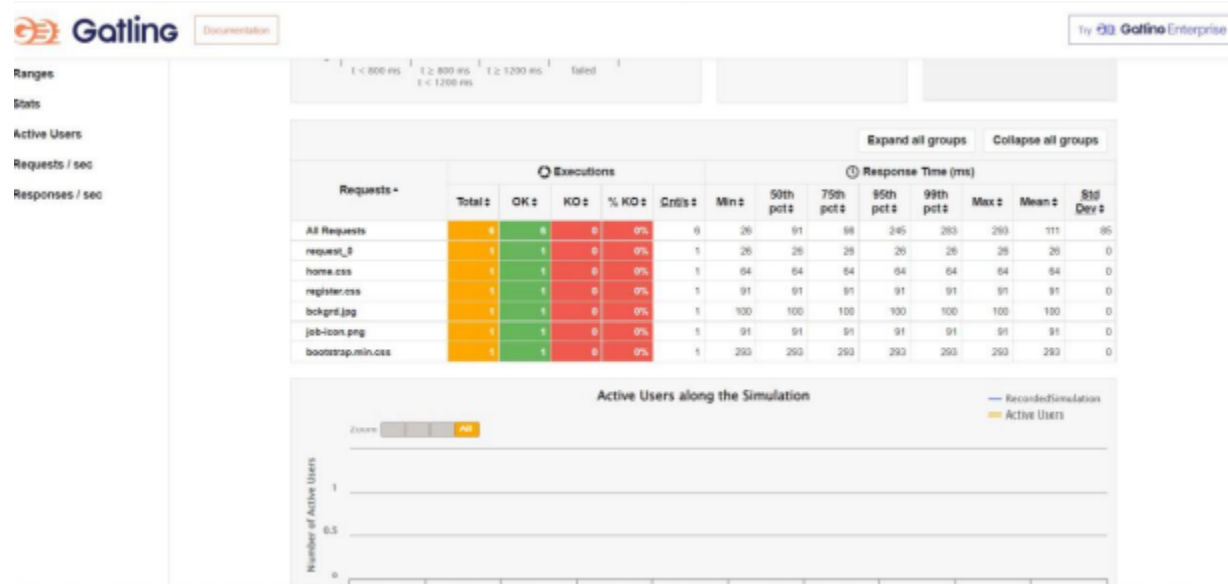 Gatling Documentation Try Gatling Enterprise
Ranges
Stats
Active Users
Requests / sec
Responses / sec
t < 800 ms t ≥ 800 ms t ≥ 1200 ms failed
t < 1200 ms
Expand all groups Collapse all groups
Requests Executions Response Time (ms)
Total OK KO % KO Cnt/s Min 50th pct 75th pct 95th pct 99th pct Max Mean Std Dev
All Requests 6 6 0 0% 6 26 91 98 245 283 293 111 85
request_0 1 1 0 0% 1 26 26 26 26 26 26 26 0
home.css 1 1 0 0% 1 64 64 64 64 64 64 64 0
register.css 1 1 0 0% 1 91 91 91 91 91 91 91 0
bckgrd.jpg 1 1 0 0% 1 100 100 100 100 100 100 100 0
job-icon.png 1 1 0 0% 1 91 91 91 91 91 91 91 0
bootstrap.min.css 1 1 0 0% 1 293 293 293 293 293 293 293 0
Active Users along the Simulation
RecordedSimulation
Active Users
Zoom All
Number of Active Users
1
0.5
0